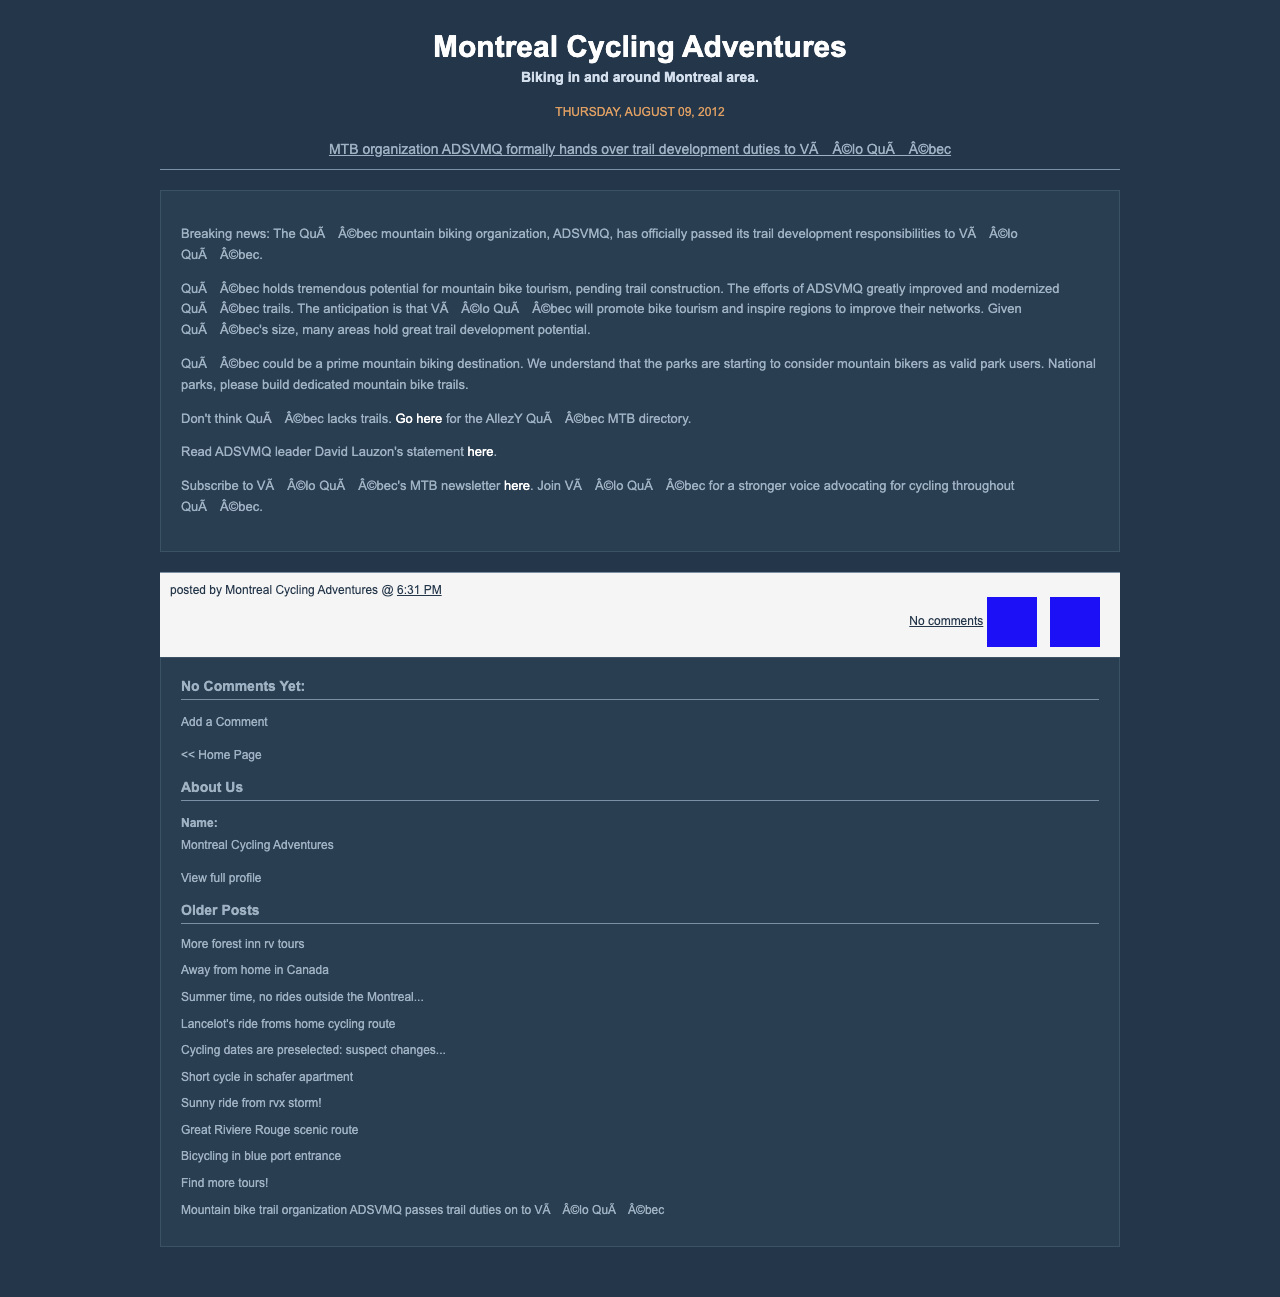 Montreal Cycling Adventures
Biking in and around Montreal area.
THURSDAY, AUGUST 09, 2012
MTB organization ADSVMQ formally hands over trail development duties to VÃ Â©lo QuÃ Â©bec
Breaking news: The QuÃ Â©bec mountain biking organization, ADSVMQ, has officially passed its trail development responsibilities to VÃ Â©lo
QuÃ Â©bec.
QuÃ Â©bec holds tremendous potential for mountain bike tourism, pending trail construction. The efforts of ADSVMQ greatly improved and modernized
QuÃ Â©bec trails. The anticipation is that VÃ Â©lo QuÃ Â©bec will promote bike tourism and inspire regions to improve their networks. Given
QuÃ Â©bec's size, many areas hold great trail development potential.
QuÃ Â©bec could be a prime mountain biking destination. We understand that the parks are starting to consider mountain bikers as valid park users. National
parks, please build dedicated mountain bike trails.
Don't think QuÃ Â©bec lacks trails. Go here for the AllezY QuÃ Â©bec MTB directory.
Read ADSVMQ leader David Lauzon's statement here.
Subscribe to VÃ Â©lo QuÃ Â©bec's MTB newsletter here. Join VÃ Â©lo QuÃ Â©bec for a stronger voice advocating for cycling throughout
QuÃ Â©bec.
posted by Montreal Cycling Adventures @ 6:31 PM
No comments
No Comments Yet:
Add a Comment
<< Home Page
About Us
Name:
Montreal Cycling Adventures
View full profile
Older Posts
More forest inn rv tours
Away from home in Canada
Summer time, no rides outside the Montreal...
Lancelot's ride froms home cycling route
Cycling dates are preselected: suspect changes...
Short cycle in schafer apartment
Sunny ride from rvx storm!
Great Riviere Rouge scenic route
Bicycling in blue port entrance
Find more tours!
Mountain bike trail organization ADSVMQ passes trail duties on to VÃ Â©lo QuÃ Â©bec